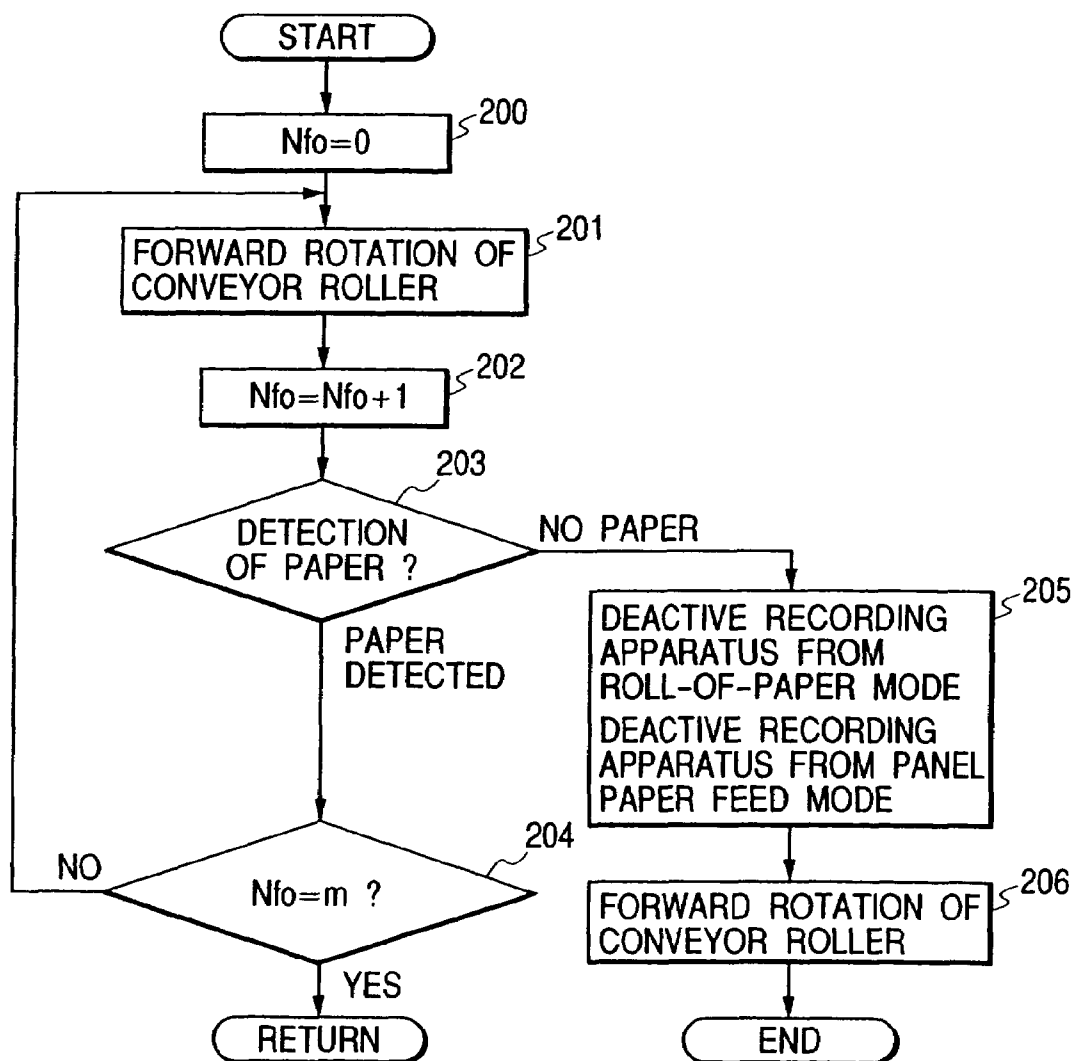 START
200
Nfo=0
201
FORWARD ROTATION OF
CONVEYOR ROLLER
202
Nfo=Nfo+1
203
DETECTION
OF PAPER ?
NO PAPER
PAPER
DETECTED
205
DEACTIVE RECORDING
APPARATUS FROM
ROLL-OF-PAPER MODE
DEACTIVE RECORDING
APPARATUS FROM PANEL
PAPER FEED MODE
204
NO
Nfo=m ?
YES
206
FORWARD ROTATION OF
CONVEYOR ROLLER
RETURN
END